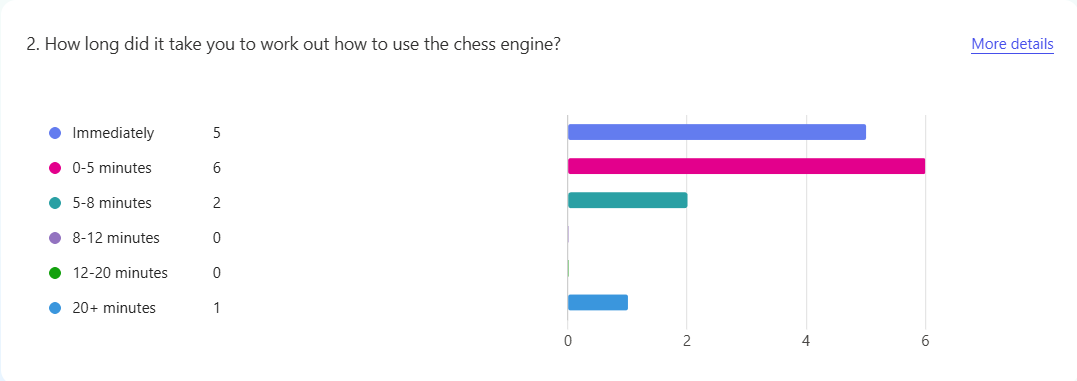 2. How long did it take you to work out how to use the chess engine?
More details
Immediately 5
0-5 minutes 6
5-8 minutes 2
8-12 minutes 0
12-20 minutes 0
20+ minutes 1
0 2 4 6